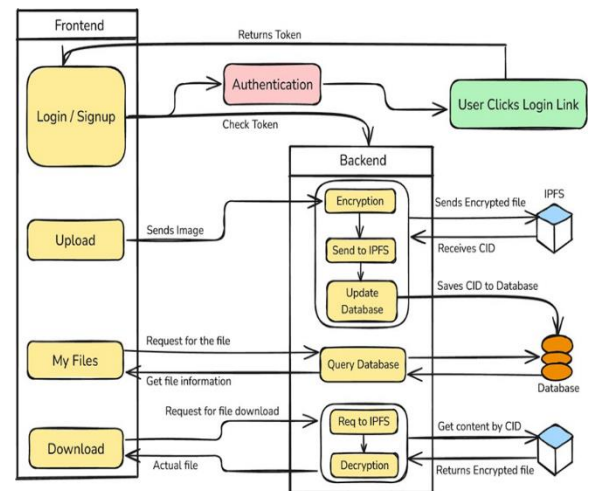 Frontend
Returns Token
Login / Signup
Authentication
User Clicks Login Link
Check Token
Backend
Encryption
Sends Encrypted file
IPFS
Upload
Sends Image
Send to IPFS
Receives CID
Update
Database
Saves CID to Database
My Files
Request for the file
Get file information
Query Database
Database
Download
Request for file download
Actual file
Req to IPFS
Decryption
Get content by CID
Returns Encrypted file